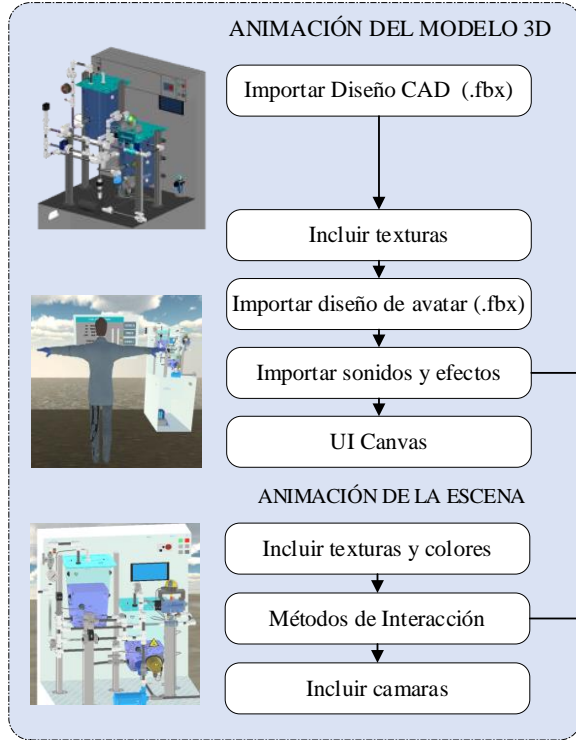 ANIMACIÓN DEL MODELO 3D
Importar Diseño CAD (.fbx)
Incluir texturas
Importar diseño de avatar (.fbx)
Importar sonidos y efectos
UI Canvas
ANIMACIÓN DE LA ESCENA
Incluir texturas y colores
Métodos de Interacción
Incluir camaras